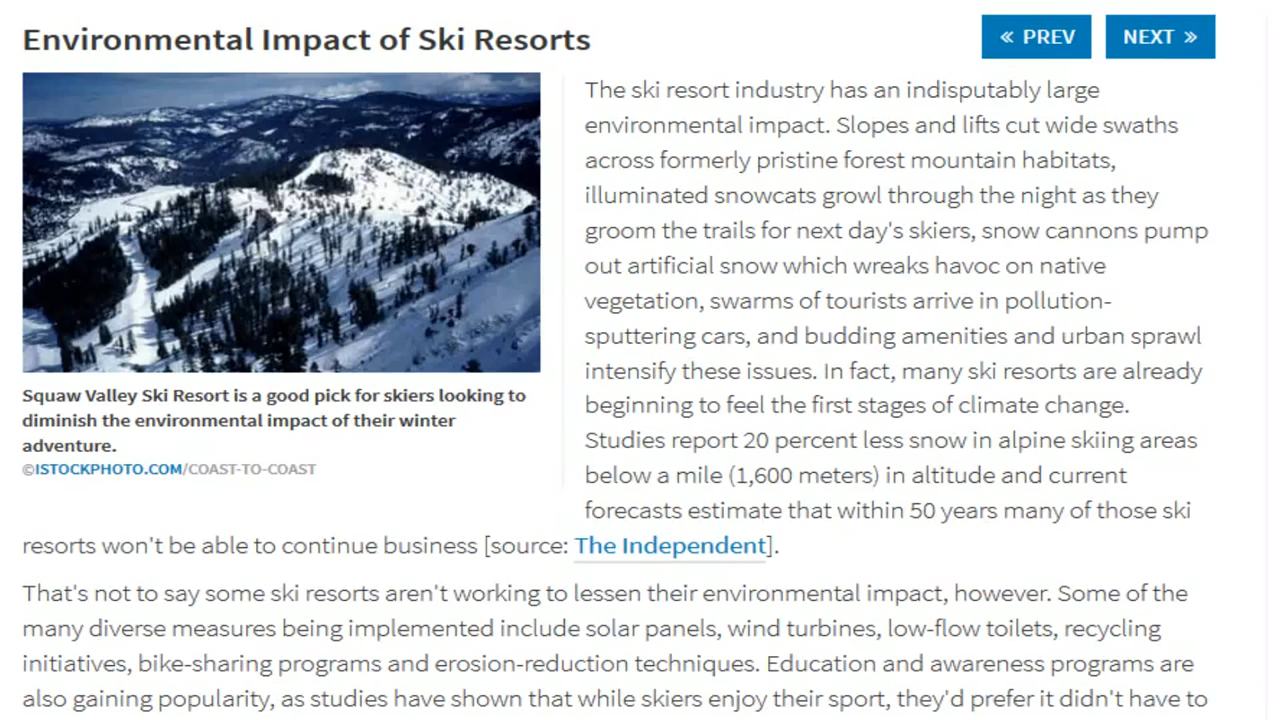 Environmental Impact of Ski Resorts
« PREV
NEXT »
Squaw Valley Ski Resort is a good pick for skiers looking to
diminish the environmental impact of their winter
adventure.
©ISTOCKPHOTO.COM/COAST-TO-COAST
The ski resort industry has an indisputably large
environmental impact. Slopes and lifts cut wide swaths
across formerly pristine forest mountain habitats,
illuminated snowcats growl through the night as they
groom the trails for next day's skiers, snow cannons pump
out artificial snow which wreaks havoc on native
vegetation, swarms of tourists arrive in pollution-
sputtering cars, and budding amenities and urban sprawl
intensify these issues. In fact, many ski resorts are already
beginning to feel the first stages of climate change.
Studies report 20 percent less snow in alpine skiing areas
below a mile (1,600 meters) in altitude and current
forecasts estimate that within 50 years many of those ski
resorts won't be able to continue business [source: The Independent].
That's not to say some ski resorts aren't working to lessen their environmental impact, however. Some of the
many diverse measures being implemented include solar panels, wind turbines, low-flow toilets, recycling
initiatives, bike-sharing programs and erosion-reduction techniques. Education and awareness programs are
also gaining popularity, as studies have shown that while skiers enjoy their sport, they'd prefer it didn't have to